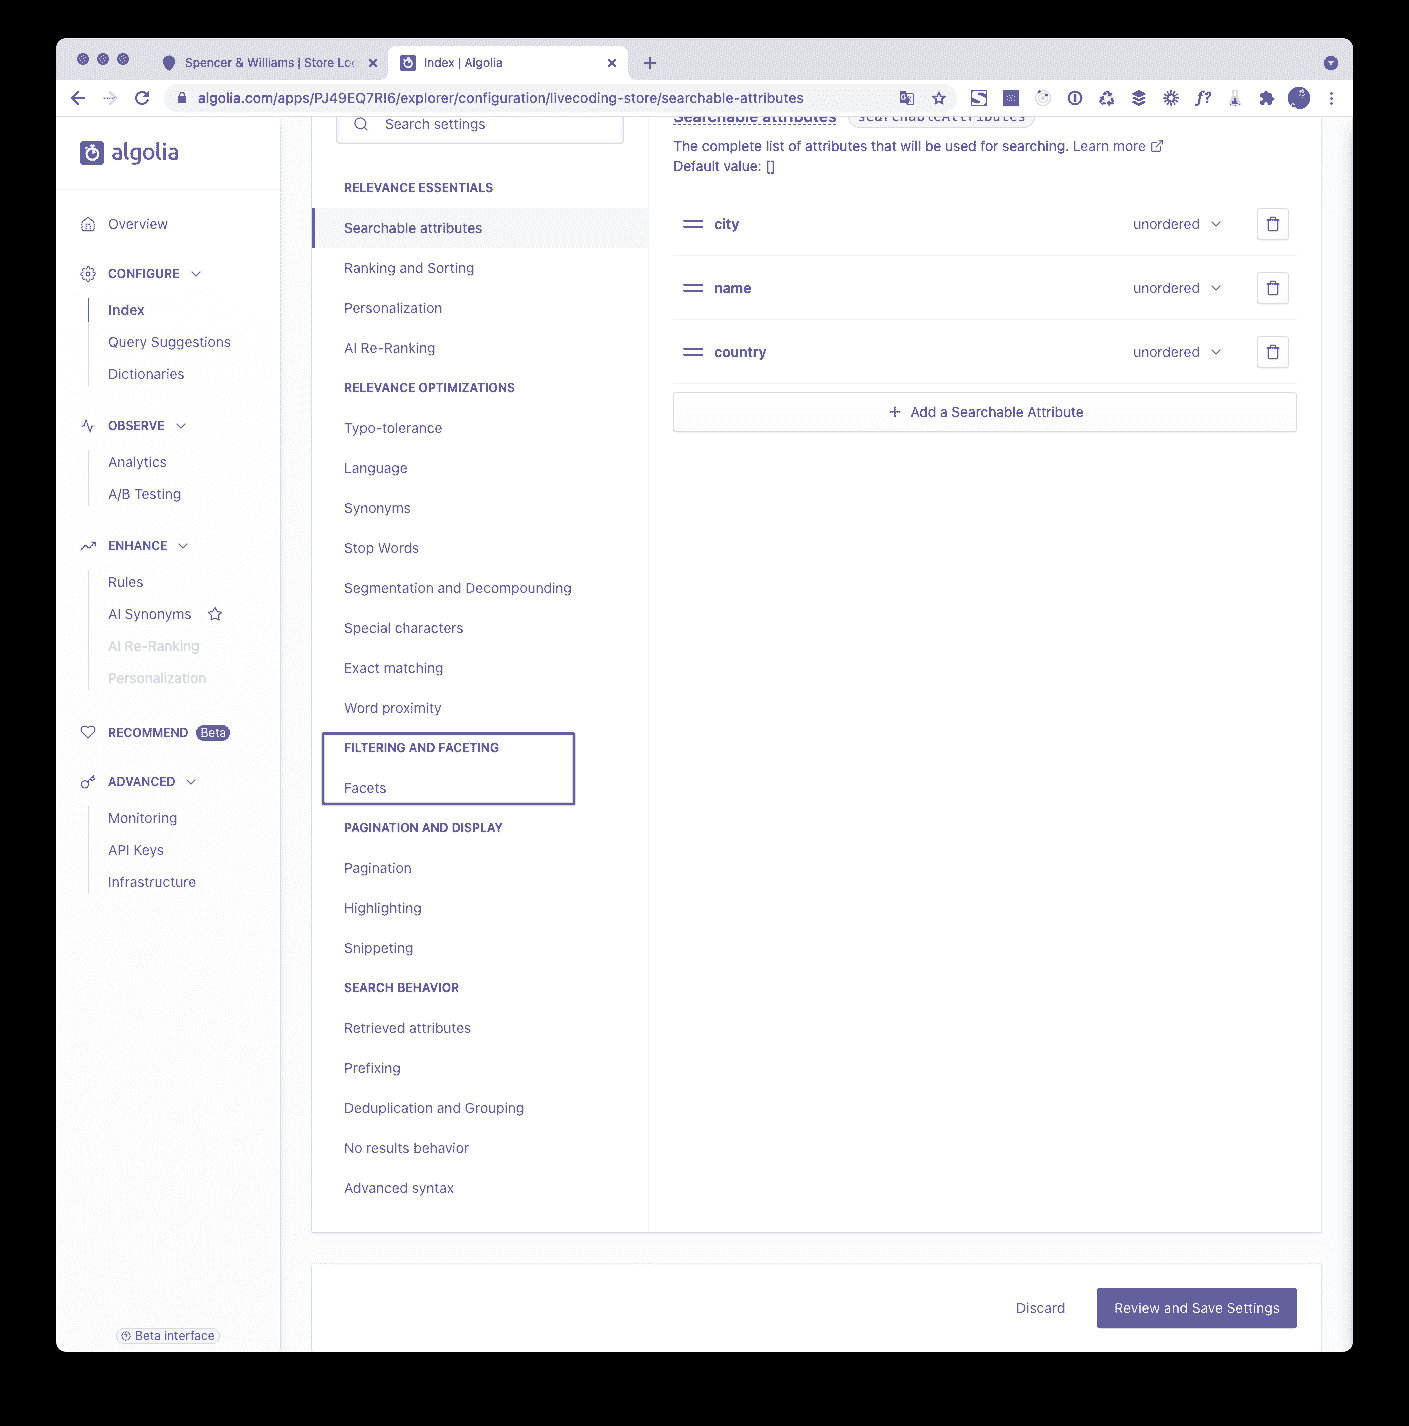 Spencer & Williams | Store Loc
Index | Algolia
algolia.com/apps/PJ49EQ7RI6/explorer/configuration/livecoding-store/searchable-attributes
algolia
Overview
CONFIGURE
Index
Query Suggestions
Dictionaries
OBSERVE
Analytics
A/B Testing
ENHANCE
Rules
AI Synonyms
AI Re-Ranking
Personalization
RECOMMEND Beta
ADVANCED
Monitoring
API Keys
Infrastructure
Beta interface
Search settings
RELEVANCE ESSENTIALS
Searchable attributes
Ranking and Sorting
Personalization
AI Re-Ranking
RELEVANCE OPTIMIZATIONS
Typo-tolerance
Language
Synonyms
Stop Words
Segmentation and Decompounding
Special characters
Exact matching
Word proximity
FILTERING AND FACETING
Facets
PAGINATION AND DISPLAY
Pagination
Highlighting
Snippeting
SEARCH BEHAVIOR
Retrieved attributes
Prefixing
Deduplication and Grouping
No results behavior
Advanced syntax
Searchable attributes searchableAttributes
The complete list of attributes that will be used for searching. Learn more
Default value: []
city unordered
name unordered
country unordered
+ Add a Searchable Attribute
Discard Review and Save Settings